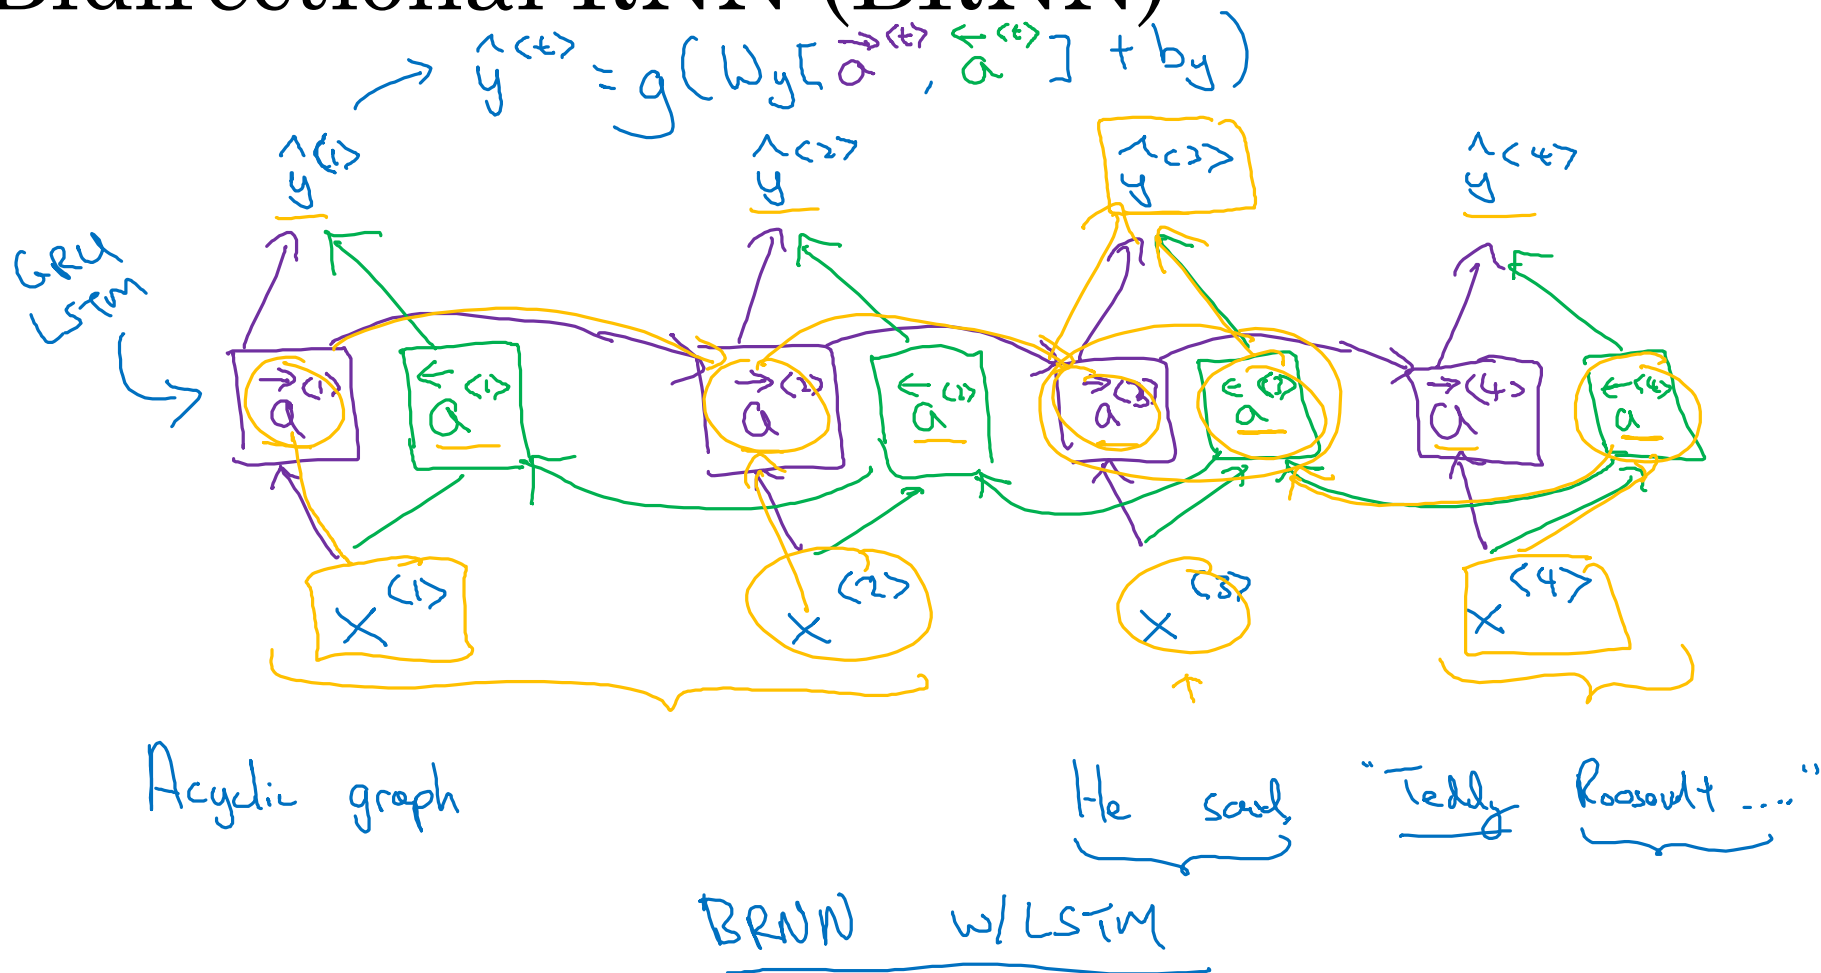 Bidirectional RNN (BRNN)
ŷ^<t> = g(Wy[a→^<t>, a←^<t>] + by)
ŷ^<1> ŷ^<2> ŷ^<3> ŷ^<4>
GRU
LSTM
a→^<1> a←^<1> a→^<2> a←^<2> a→^<3> a←^<3> a→^<4> a←^<4>
x^<1> x^<2> x^<3> x^<4>
Acyclic graph He said, "Teddy Roosevelt ...."
BRNN w/LSTM